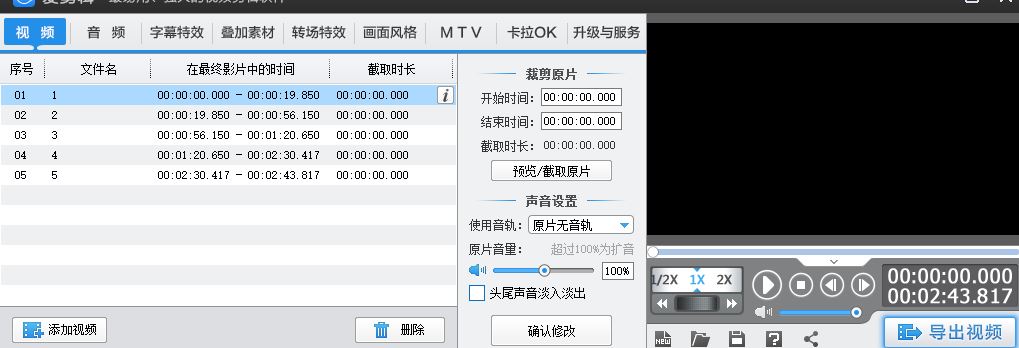 视 频 音 频 字幕特效 叠加素材 转场特效 画面风格 M T V 卡拉OK 升级与服务
序号 文件名 在最终影片中的时间 截取时长
01 1 00:00:00.000 - 00:00:19.850 00:00:00.000
02 2 00:00:19.850 - 00:00:56.150 00:00:00.000
03 3 00:00:56.150 - 00:01:20.650 00:00:00.000
04 4 00:01:20.650 - 00:02:30.417 00:00:00.000
05 5 00:02:30.417 - 00:02:43.817 00:00:00.000
添加视频 删除
裁剪原片
开始时间: 00:00:00.000
结束时间: 00:00:00.000
截取时长: 00:00:00.000
预览/截取原片
声音设置
使用音轨: 原片无音轨
原片音量: 超过100%为扩音
100%
头尾声音淡入淡出
确认修改
1/2X 1X 2X
00:00:00.000
00:02:43.817
NEW
导出视频